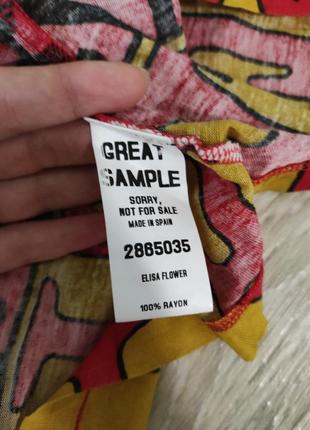 GREAT
SAMPLE
SORRY,
NOT FOR SALE
MADE IN SPAIN
2865035
ELISA FLOWER
100% RAYON